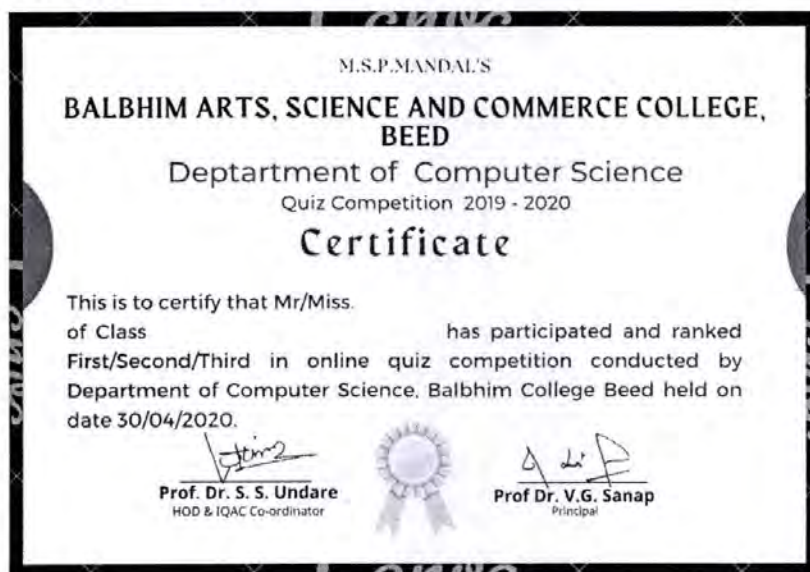 M.S.P.MANDAL'S
BALBHIM ARTS, SCIENCE AND COMMERCE COLLEGE,
BEED
Deptartment of Computer Science
Quiz Competition 2019 - 2020
Certificate
This is to certify that Mr/Miss.
of Class has participated and ranked
First/Second/Third in online quiz competition conducted by
Department of Computer Science, Balbhim College Beed held on
date 30/04/2020.
Prof. Dr. S. S. Undare
HOD & IQAC Co-ordinator
Prof Dr. V.G. Sanap
Principal